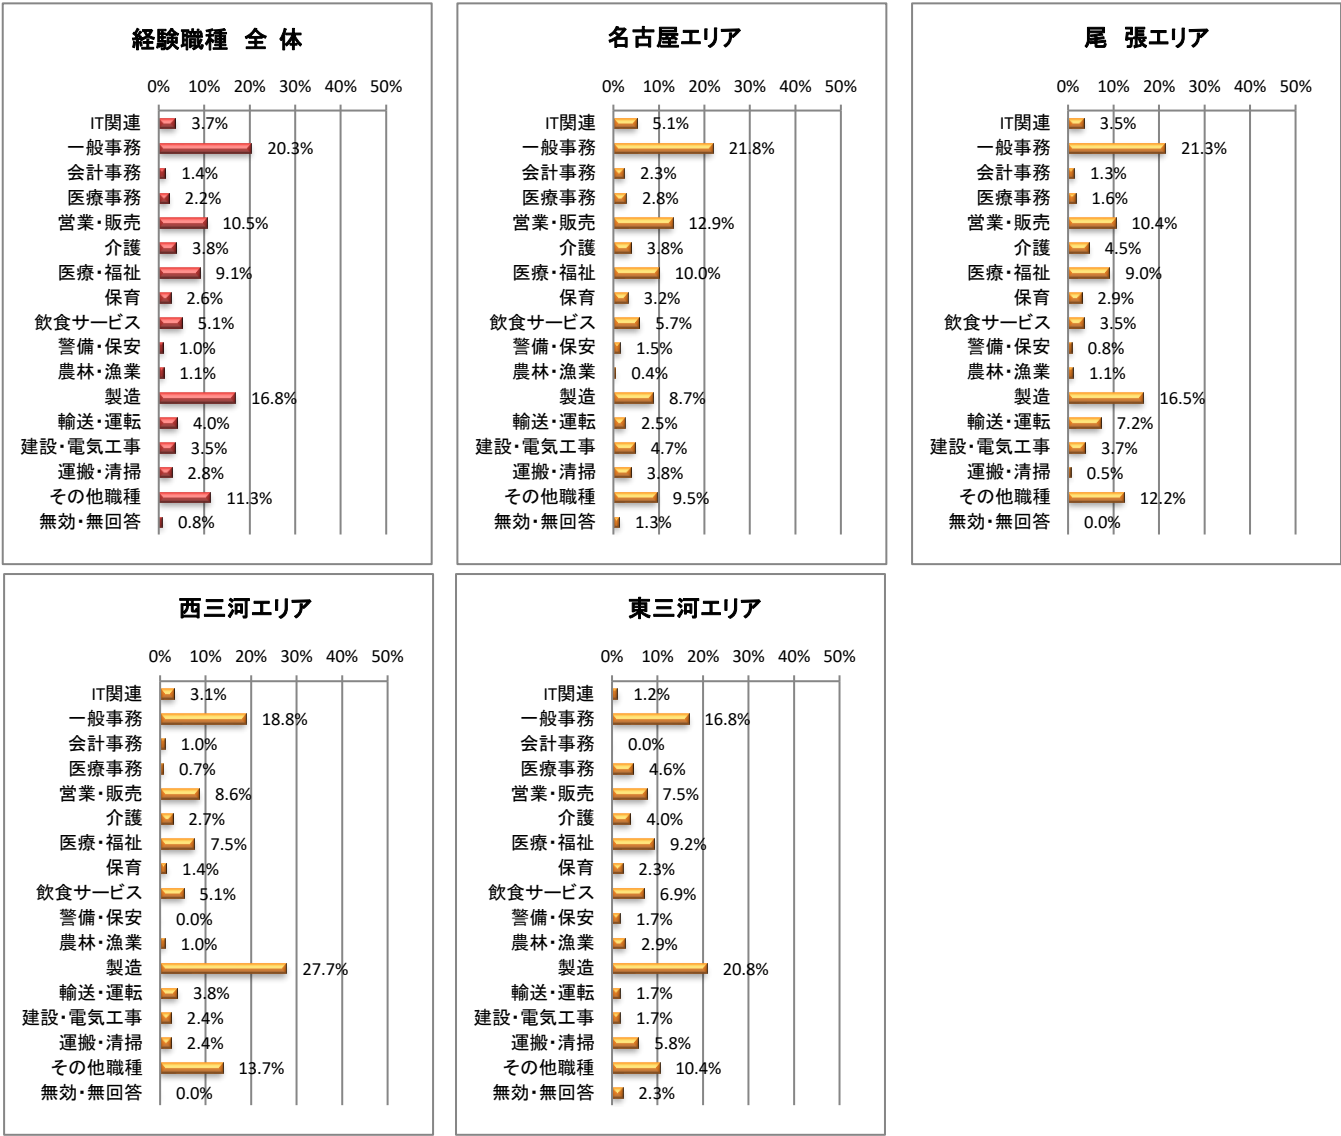 経験職種 全 体
0% 10% 20% 30% 40% 50%
IT関連 3.7%
一般事務 20.3%
会計事務 1.4%
医療事務 2.2%
営業・販売 10.5%
介護 3.8%
医療・福祉 9.1%
保育 2.6%
飲食サービス 5.1%
警備・保安 1.0%
農林・漁業 1.1%
製造 16.8%
輸送・運転 4.0%
建設・電気工事 3.5%
運搬・清掃 2.8%
その他職種 11.3%
無効・無回答 0.8%
名古屋エリア
0% 10% 20% 30% 40% 50%
IT関連 5.1%
一般事務 21.8%
会計事務 2.3%
医療事務 2.8%
営業・販売 12.9%
介護 3.8%
医療・福祉 10.0%
保育 3.2%
飲食サービス 5.7%
警備・保安 1.5%
農林・漁業 0.4%
製造 8.7%
輸送・運転 2.5%
建設・電気工事 4.7%
運搬・清掃 3.8%
その他職種 9.5%
無効・無回答 1.3%
尾 張エリア
0% 10% 20% 30% 40% 50%
IT関連 3.5%
一般事務 21.3%
会計事務 1.3%
医療事務 1.6%
営業・販売 10.4%
介護 4.5%
医療・福祉 9.0%
保育 2.9%
飲食サービス 3.5%
警備・保安 0.8%
農林・漁業 1.1%
製造 16.5%
輸送・運転 7.2%
建設・電気工事 3.7%
運搬・清掃 0.5%
その他職種 12.2%
無効・無回答 0.0%
西三河エリア
0% 10% 20% 30% 40% 50%
IT関連 3.1%
一般事務 18.8%
会計事務 1.0%
医療事務 0.7%
営業・販売 8.6%
介護 2.7%
医療・福祉 7.5%
保育 1.4%
飲食サービス 5.1%
警備・保安 0.0%
農林・漁業 1.0%
製造 27.7%
輸送・運転 3.8%
建設・電気工事 2.4%
運搬・清掃 2.4%
その他職種 13.7%
無効・無回答 0.0%
東三河エリア
0% 10% 20% 30% 40% 50%
IT関連 1.2%
一般事務 16.8%
会計事務 0.0%
医療事務 4.6%
営業・販売 7.5%
介護 4.0%
医療・福祉 9.2%
保育 2.3%
飲食サービス 6.9%
警備・保安 1.7%
農林・漁業 2.9%
製造 20.8%
輸送・運転 1.7%
建設・電気工事 1.7%
運搬・清掃 5.8%
その他職種 10.4%
無効・無回答 2.3%